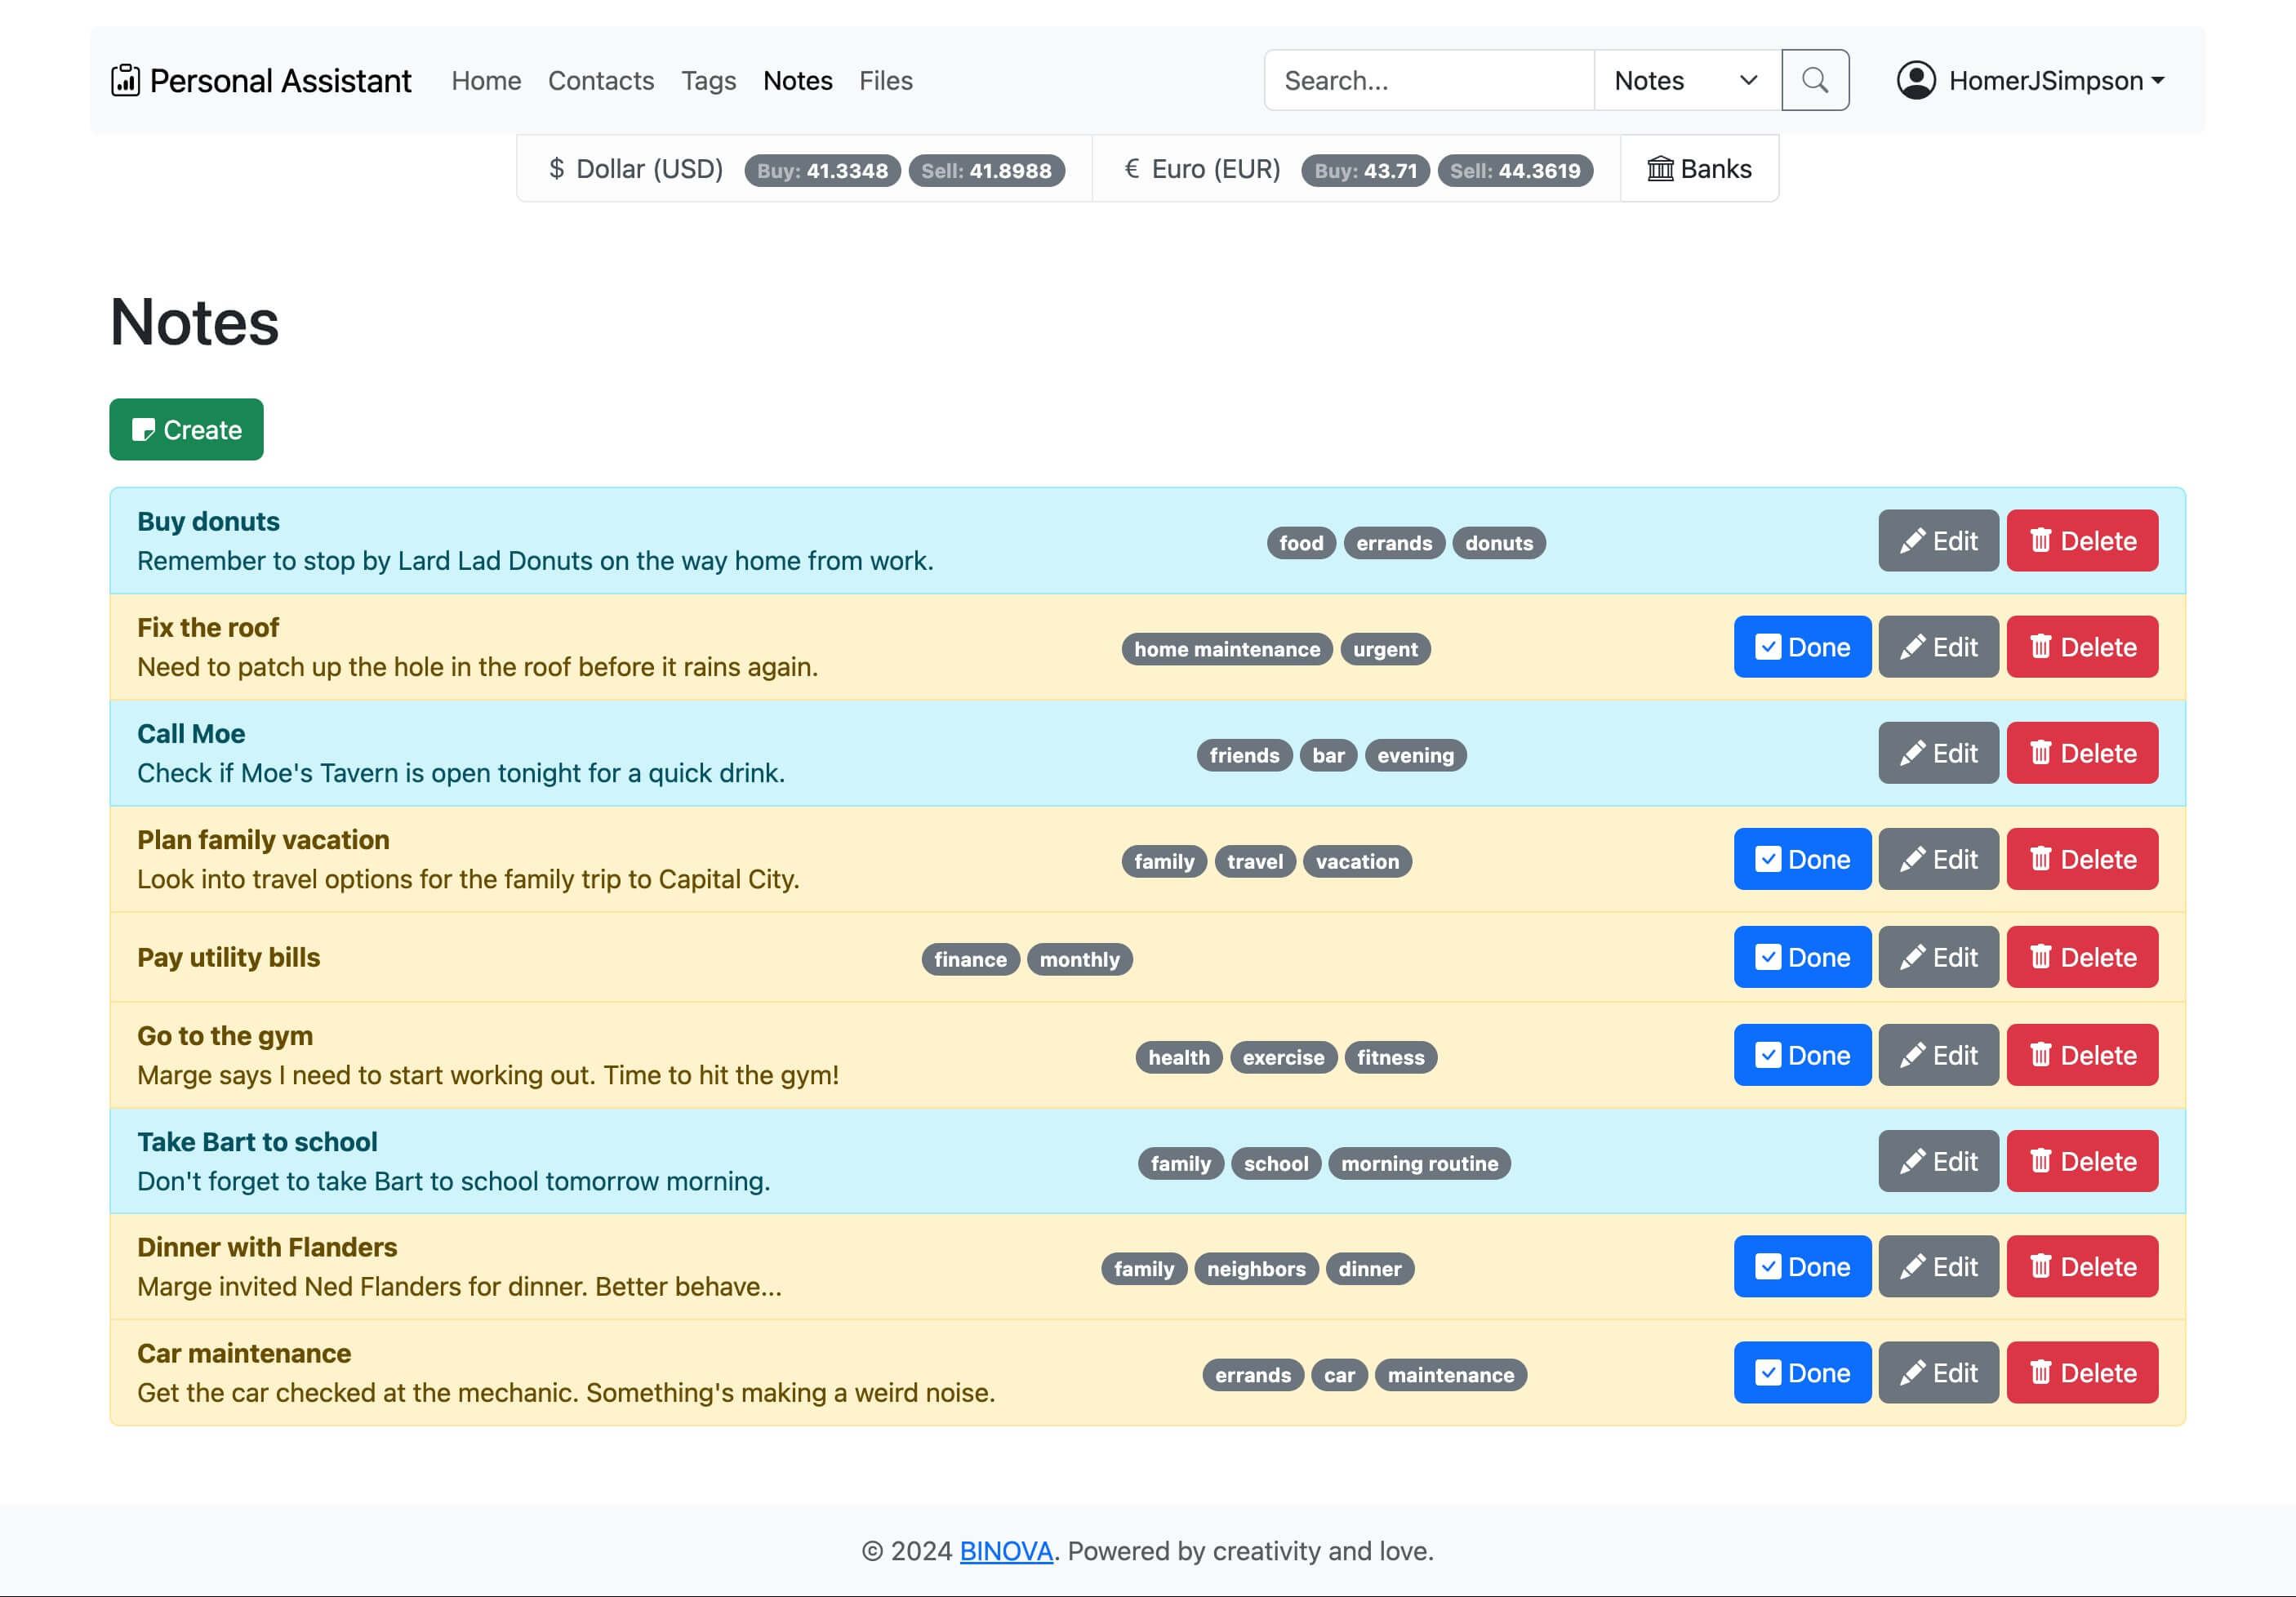 Personal Assistant Home Contacts Tags Notes Files Search... Notes HomerJSimpson
$ Dollar (USD) Buy: 41.3348 Sell: 41.8988 € Euro (EUR) Buy: 43.71 Sell: 44.3619 Banks
Notes
Create
Buy donuts
Remember to stop by Lard Lad Donuts on the way home from work.
food errands donuts
Edit Delete
Fix the roof
Need to patch up the hole in the roof before it rains again.
home maintenance urgent
Done Edit Delete
Call Moe
Check if Moe's Tavern is open tonight for a quick drink.
friends bar evening
Edit Delete
Plan family vacation
Look into travel options for the family trip to Capital City.
family travel vacation
Done Edit Delete
Pay utility bills
finance monthly
Done Edit Delete
Go to the gym
Marge says I need to start working out. Time to hit the gym!
health exercise fitness
Done Edit Delete
Take Bart to school
Don't forget to take Bart to school tomorrow morning.
family school morning routine
Edit Delete
Dinner with Flanders
Marge invited Ned Flanders for dinner. Better behave...
family neighbors dinner
Done Edit Delete
Car maintenance
Get the car checked at the mechanic. Something's making a weird noise.
errands car maintenance
Done Edit Delete
© 2024 BINOVA. Powered by creativity and love.